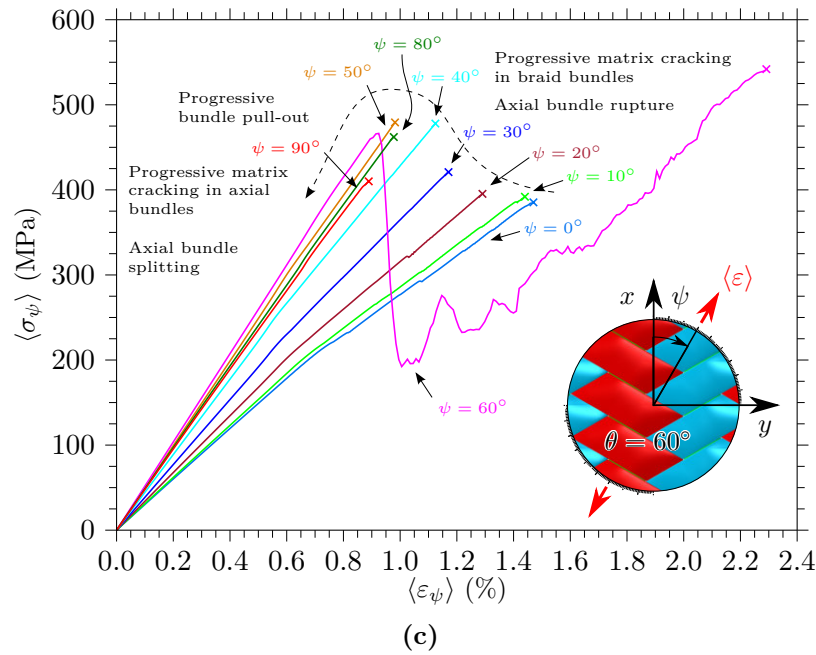 600
500
400
300
200
100
0
⟨σψ⟩ (MPa)
0.0 0.2 0.4 0.6 0.8 1.0 1.2 1.4 1.6 1.8 2.0 2.2 2.4
⟨εψ⟩ (%)
ψ = 80°
ψ = 50°
ψ = 40°
Progressive matrix cracking
in braid bundles
Axial bundle rupture
Progressive
bundle pull-out
ψ = 90°
ψ = 30°
ψ = 20°
ψ = 10°
ψ = 0°
Progressive matrix
cracking in axial
bundles
Axial bundle
splitting
ψ = 60°
x
ψ
⟨ε⟩
y
θ = 60°
(c)